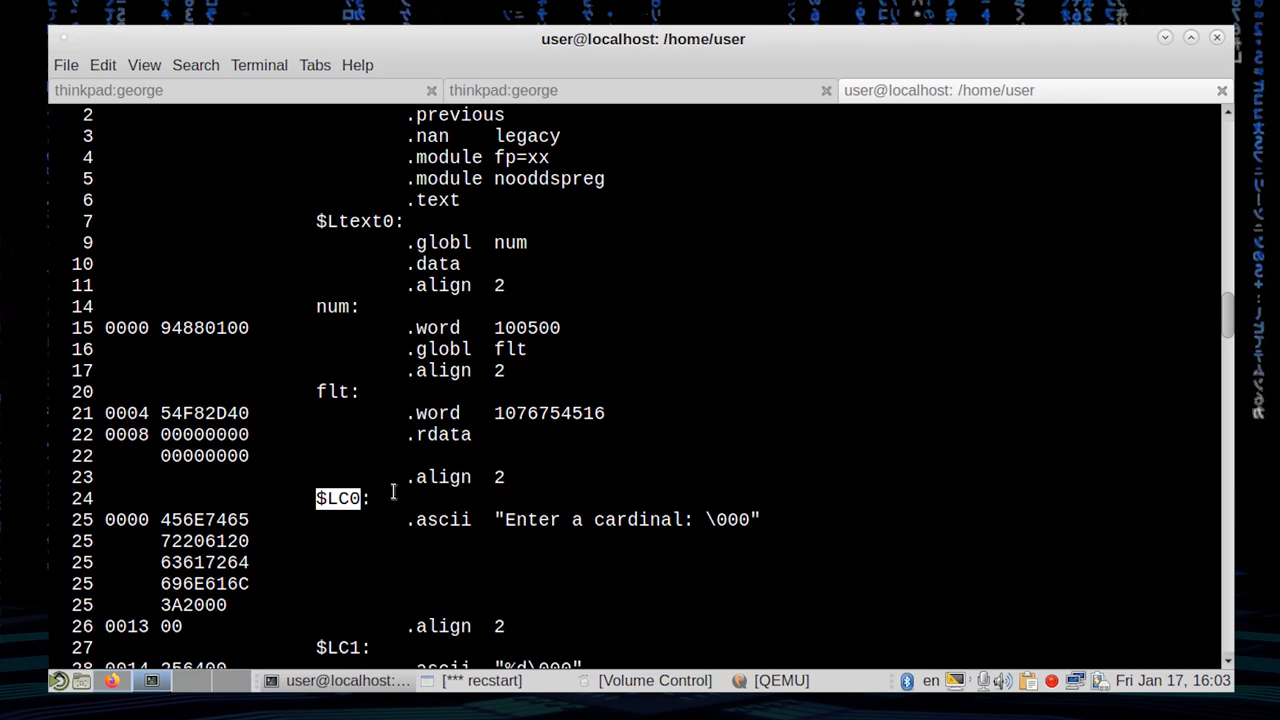 user@localhost: /home/user
File Edit View Search Terminal Tabs Help
thinkpad:george thinkpad:george user@localhost: /home/user
2 .previous
3 .nan legacy
4 .module fp=xx
5 .module nooddspreg
6 .text
7 $Ltext0:
9 .globl num
10 .data
11 .align 2
14 num:
15 0000 94880100 .word 100500
16 .globl flt
17 .align 2
20 flt:
21 0004 54F82D40 .word 1076754516
22 0008 00000000 .rdata
22 00000000
23 .align 2
24 $LC0:
25 0000 456E7465 .ascii "Enter a cardinal: \000"
25 72206120
25 63617264
25 696E616C
25 3A2000
26 0013 00 .align 2
27 $LC1:
28 0014 256400 .ascii "%d\000"
user@localhost:... [*** recstart] [Volume Control] [QEMU] en Fri Jan 17, 16:03